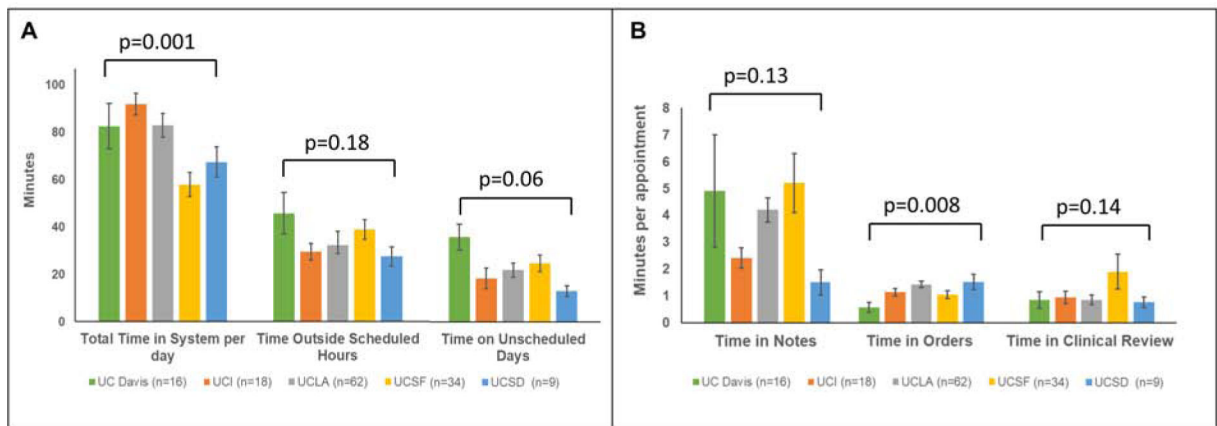 A
p=0.001
p=0.18
p=0.06
Minutes
100
80
60
40
20
0
Total Time in System per
day
Time Outside Scheduled
Hours
Time on Unscheduled
Days
UC Davis (n=16) UCI (n=18) UCLA (n=62) UCSF (n=34) UCSD (n=9)
B
p=0.13
p=0.008
p=0.14
Minutes per appointment
8
7
6
5
4
3
2
1
0
Time in Notes
Time in Orders
Time in Clinical Review
UC Davis (n=16) UCI (n=18) UCLA (n=62) UCSF (n=34) UCSD (n=9)